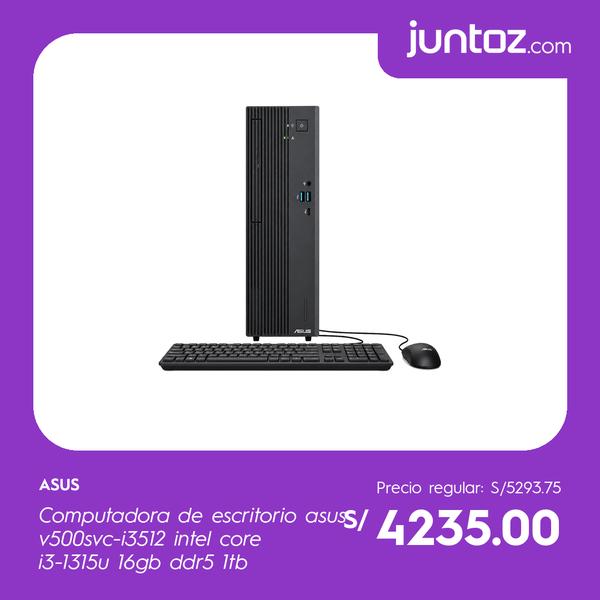 juntoz.com
ASUS
ASUS
Precio regular: S/5293.75
Computadora de escritorio asus
v500svc-i3512 intel core
i3-1315u 16gb ddr5 1tb
S/ 4235.00